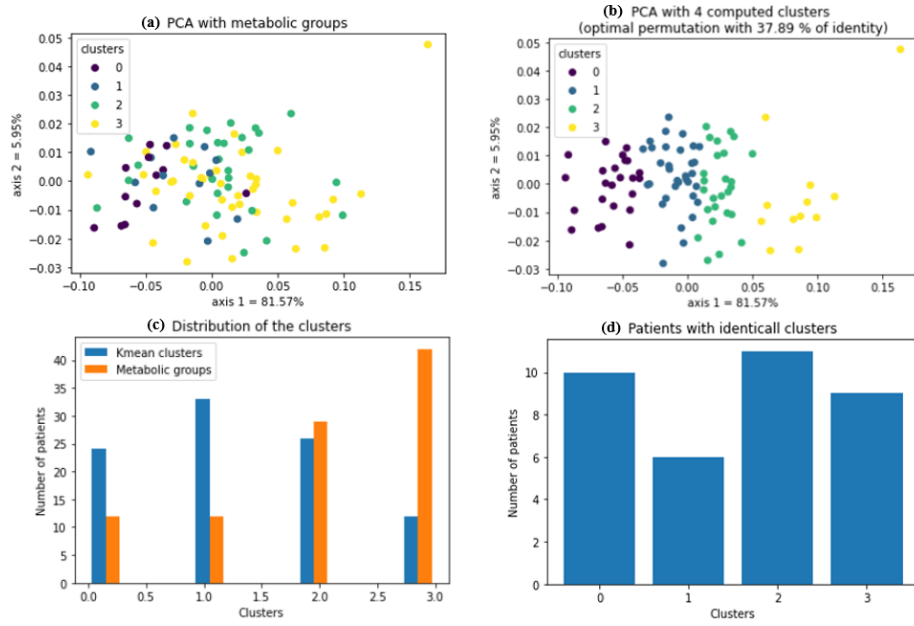 (a) PCA with metabolic groups
clusters
0
1
2
3
0.05
0.04
0.03
0.02
0.01
0.00
−0.01
−0.02
−0.03
axis 2 = 5.95%
−0.10 −0.05 0.00 0.05 0.10 0.15
axis 1 = 81.57%
(b) PCA with 4 computed clusters
(optimal permutation with 37.89 % of identity)
clusters
0
1
2
3
0.05
0.04
0.03
0.02
0.01
0.00
−0.01
−0.02
−0.03
axis 2 = 5.95%
−0.10 −0.05 0.00 0.05 0.10 0.15
axis 1 = 81.57%
(c) Distribution of the clusters
Kmean clusters
Metabolic groups
40
35
30
25
20
15
10
5
0
Number of patients
0.0 0.5 1.0 1.5 2.0 2.5 3.0
Clusters
(d) Patients with identicall clusters
10
8
6
4
2
0
Number of patients
0 1 2 3
Clusters